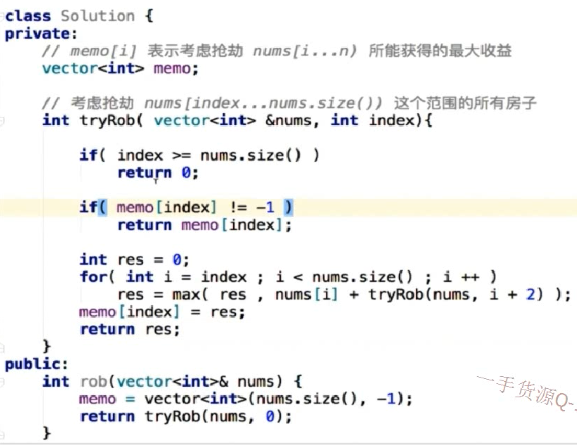 class Solution {
private:
    // memo[i] 表示考虑抢劫 nums[i...n) 所能获得的最大收益
    vector<int> memo;

    // 考虑抢劫 nums[index...nums.size()) 这个范围的所有房子
    int tryRob( vector<int> &nums, int index){

        if( index >= nums.size() )
            return 0;

        if( memo[index] != -1 )
            return memo[index];

        int res = 0;
        for( int i = index ; i < nums.size() ; i ++ )
            res = max( res , nums[i] + tryRob(nums, i + 2) );
        memo[index] = res;
        return res;
    }
public:
    int rob(vector<int>& nums) {
        memo = vector<int>(nums.size(), -1);
        return tryRob(nums, 0);
    }
一手货源Q-